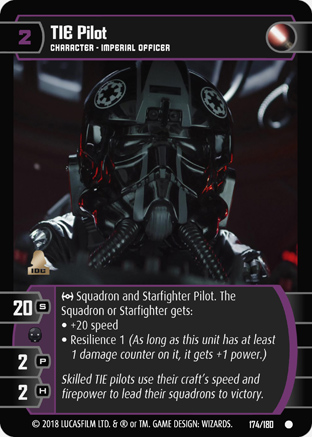 2 TIE Pilot
CHARACTER - IMPERIAL OFFICER
IDC
20 S
2 P
2 H
Squadron and Starfighter Pilot. The
Squadron or Starfighter gets:
• +20 speed
• Resilience 1 (As long as this unit has at least
1 damage counter on it, it gets +1 power.)
Skilled TIE pilots use their craft's speed and
firepower to lead their squadrons to victory.
© 2018 LUCASFILM LTD. & ® or TM. GAME DESIGN: WIZARDS. 174/180